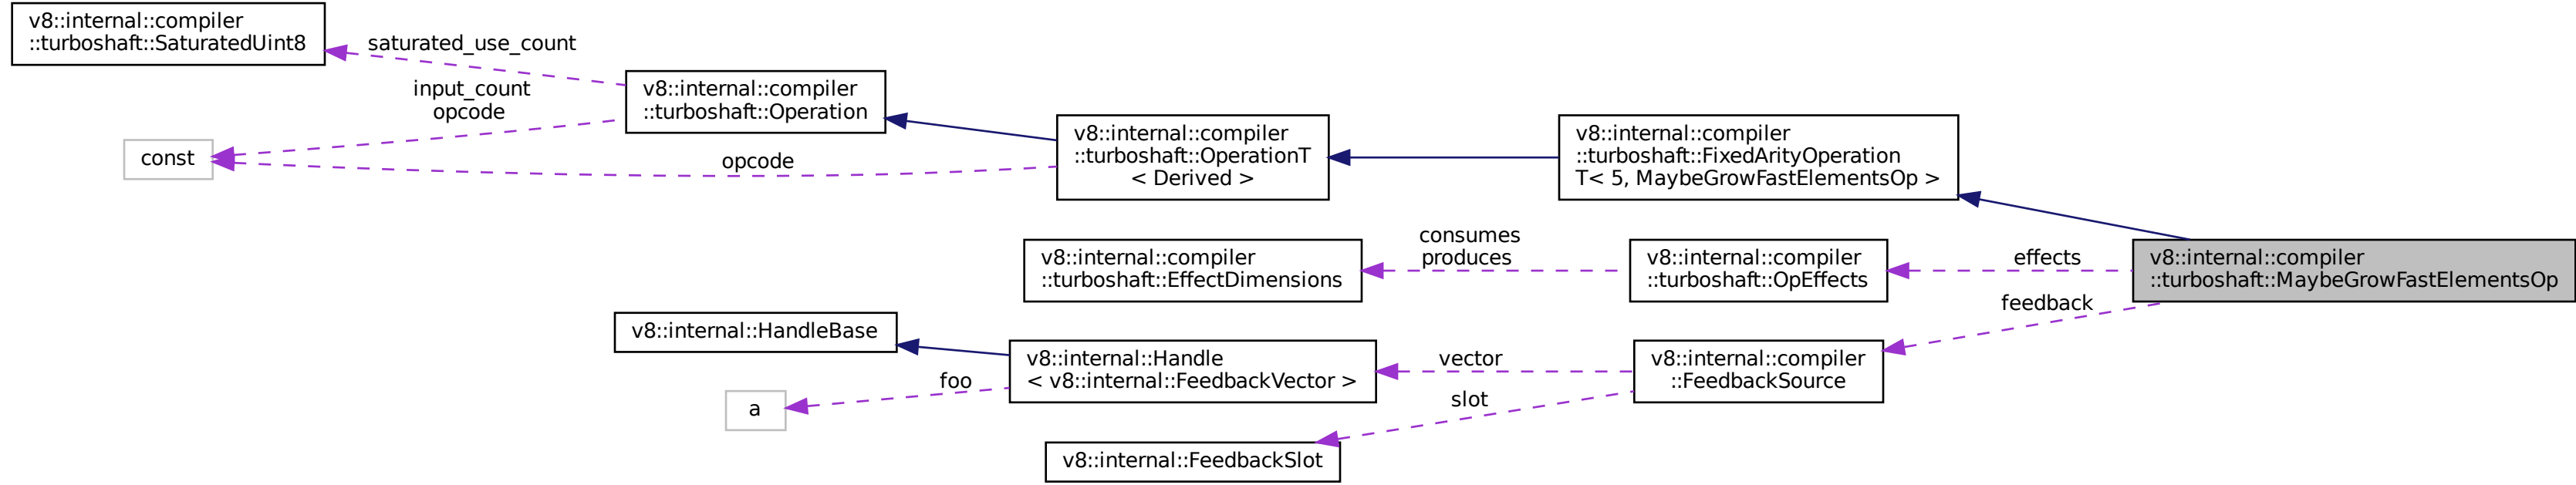 v8::internal::compiler
::turboshaft::SaturatedUint8
saturated_use_count
input_count
opcode
v8::internal::compiler
::turboshaft::Operation
const
opcode
v8::internal::compiler
::turboshaft::OperationT
< Derived >
v8::internal::compiler
::turboshaft::FixedArityOperation
T< 5, MaybeGrowFastElementsOp >
v8::internal::compiler
::turboshaft::EffectDimensions
consumes
produces
v8::internal::compiler
::turboshaft::OpEffects
effects
v8::internal::compiler
::turboshaft::MaybeGrowFastElementsOp
feedback
v8::internal::HandleBase
v8::internal::Handle
< v8::internal::FeedbackVector >
vector
v8::internal::compiler
::FeedbackSource
foo
a
slot
v8::internal::FeedbackSlot